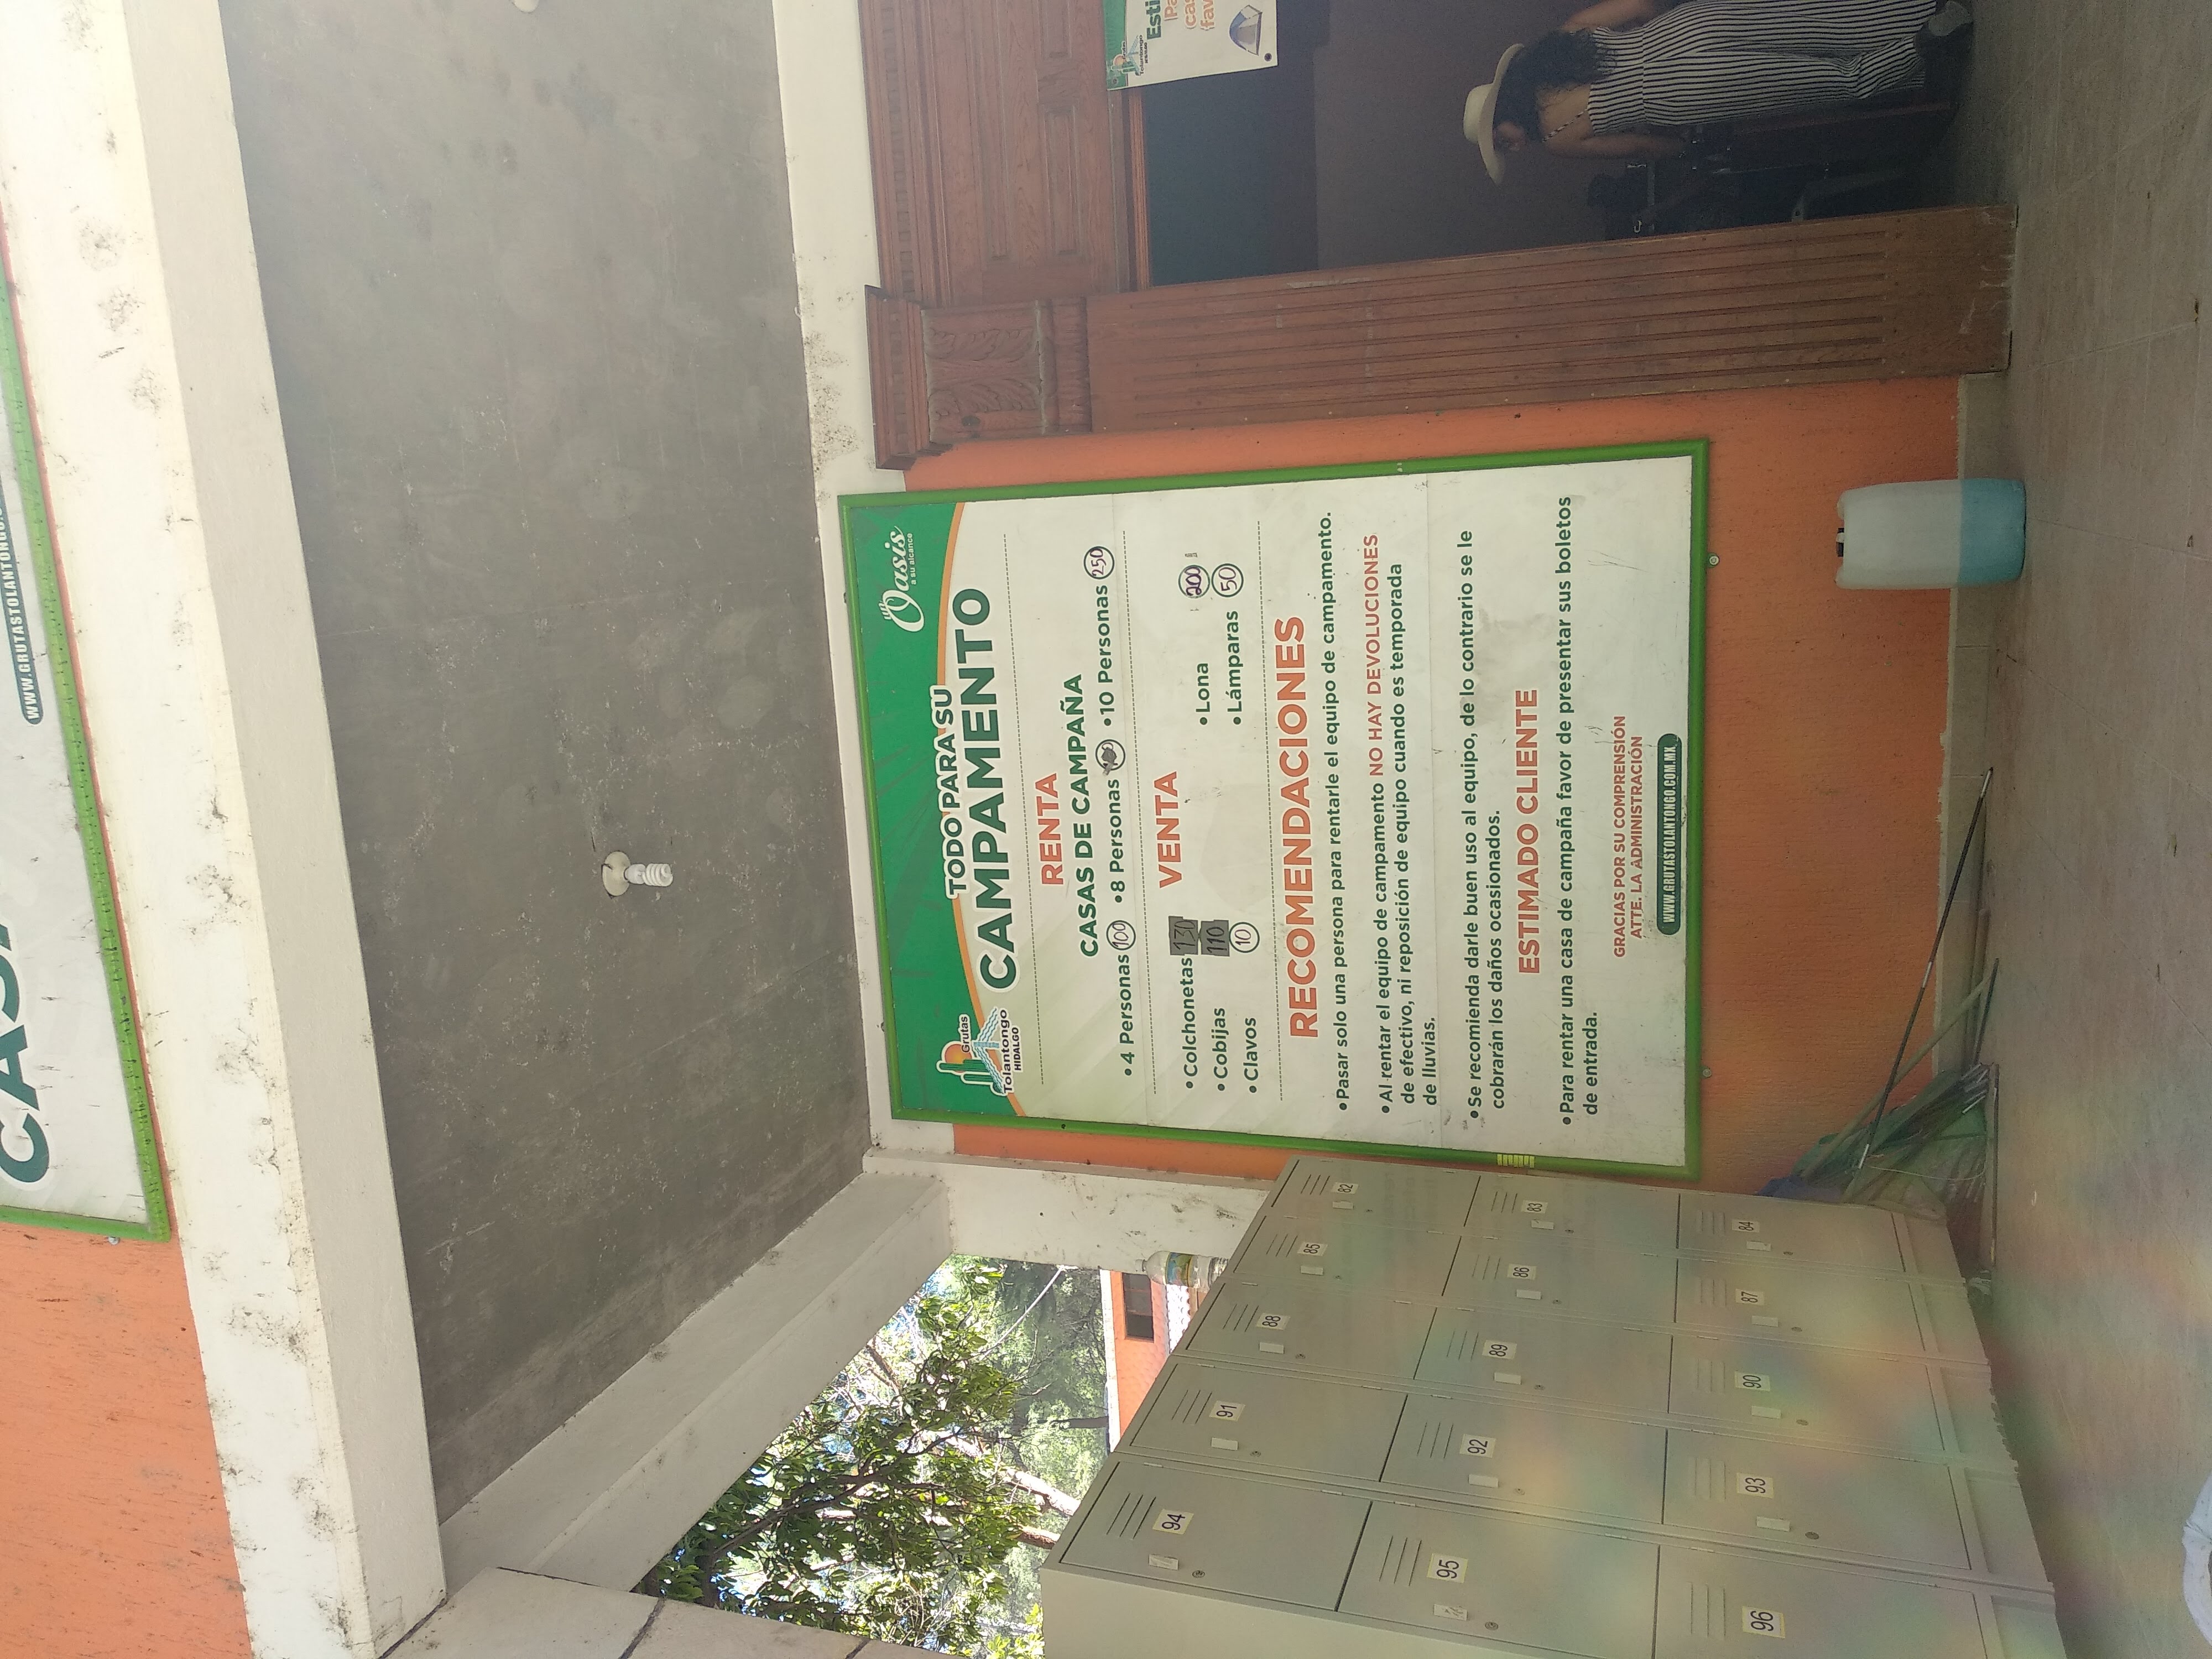 WWW.GRUTASTOLANTONGO.
un Oasis
a su alcance
Grutas
Tolantongo
HIDALGO
TODO PARA SU
CAMPAMENTO
RENTA
CASAS DE CAMPAÑA
• 4 Personas 100 • 8 Personas • 10 Personas 250
VENTA
• Colchonetas 130
• Cobijas 110
• Clavos 10
• Lona 200
• Lámparas 50
RECOMENDACIONES
• Pasar solo una persona para rentarle el equipo de campamento.
• Al rentar el equipo de campamento NO HAY DEVOLUCIONES
de efectivo, ni reposición de equipo cuando es temporada
de lluvias.
• Se recomienda darle buen uso al equipo, de lo contrario se le
cobrarán los daños ocasionados.
ESTIMADO CLIENTE
• Para rentar una casa de campaña favor de presentar sus boletos
de entrada.
GRACIAS POR SU COMPRENSIÓN
ATTE. LA ADMINISTRACIÓN
WWW.GRUTASTOLANTONGO.COM.MX
94
91
88
85
82
95
92
89
86
83
96
93
90
87
84